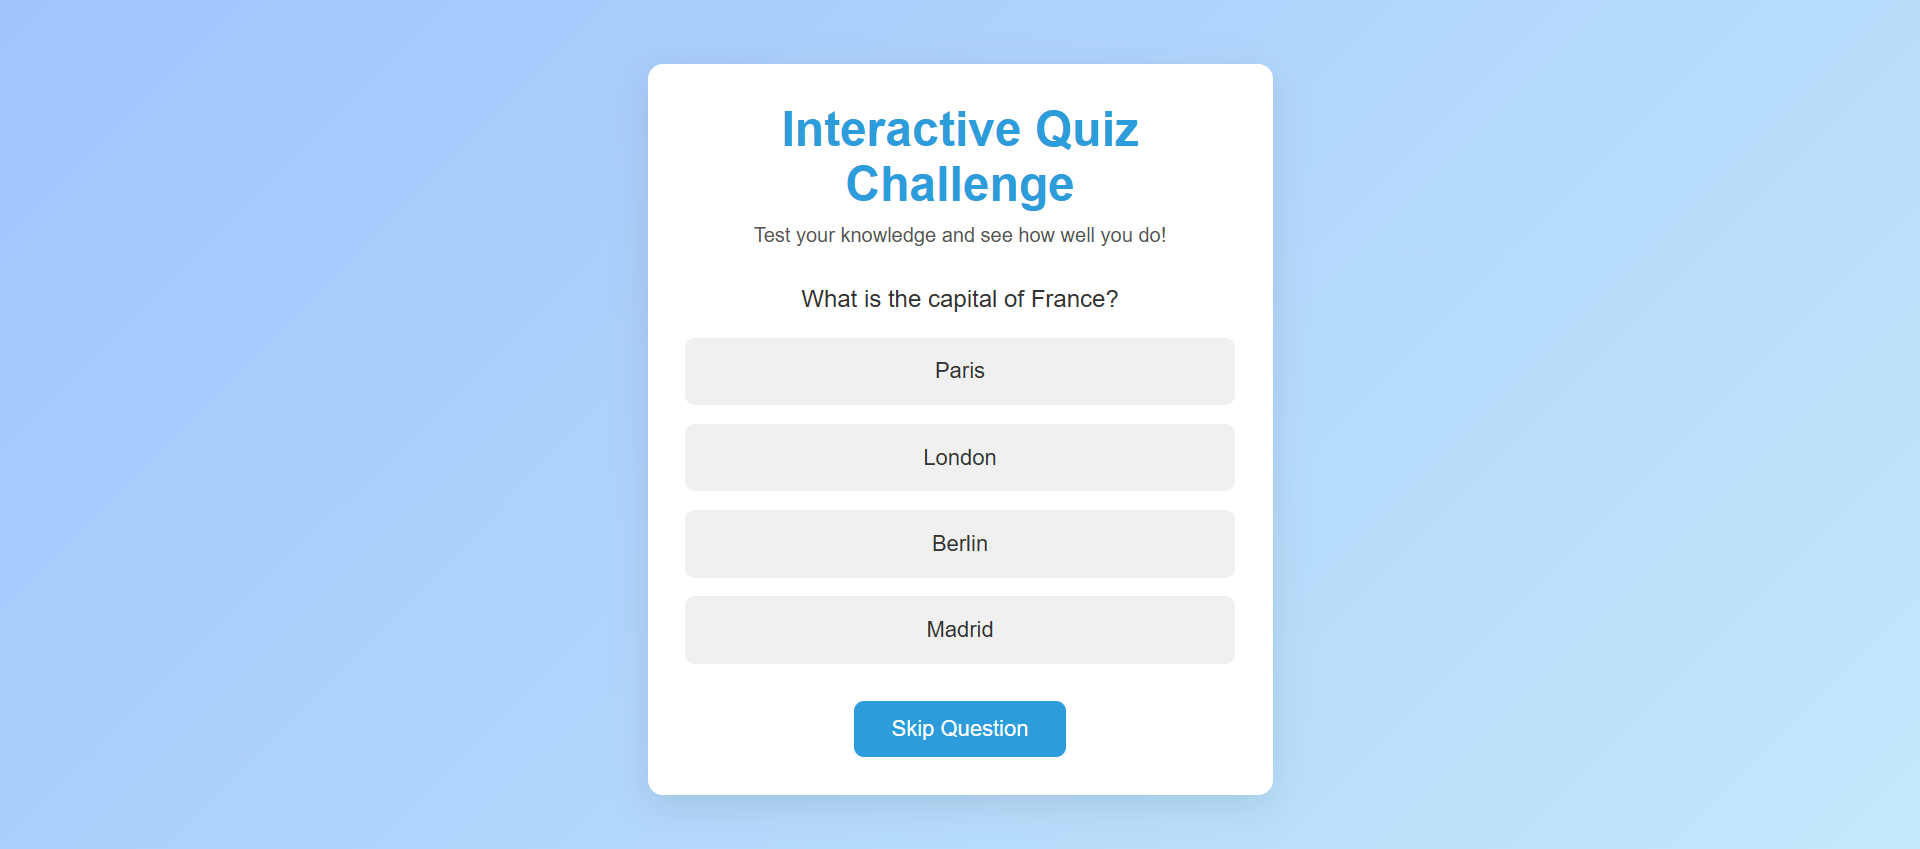 Interactive Quiz
Challenge
Test your knowledge and see how well you do!
What is the capital of France?
Paris
London
Berlin
Madrid
Skip Question